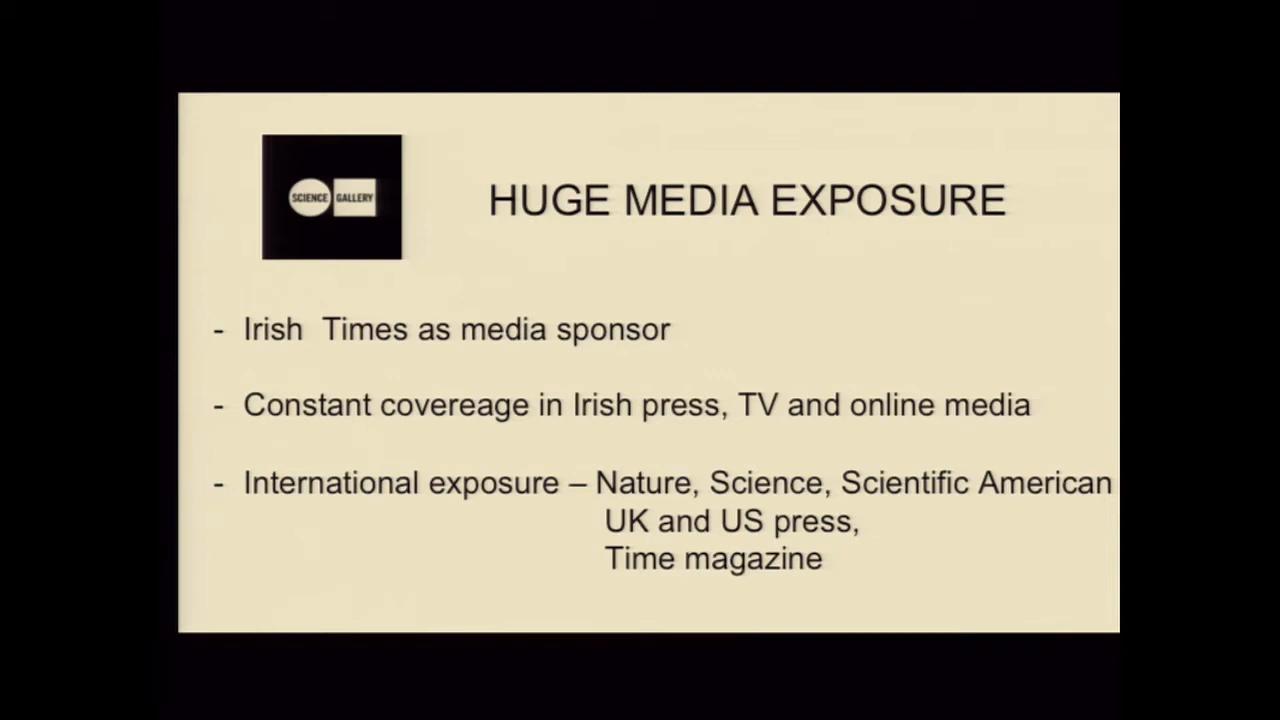 SCIENCE GALLERY
HUGE MEDIA EXPOSURE
- Irish Times as media sponsor
- Constant covereage in Irish press, TV and online media
- International exposure – Nature, Science, Scientific American
UK and US press,
Time magazine